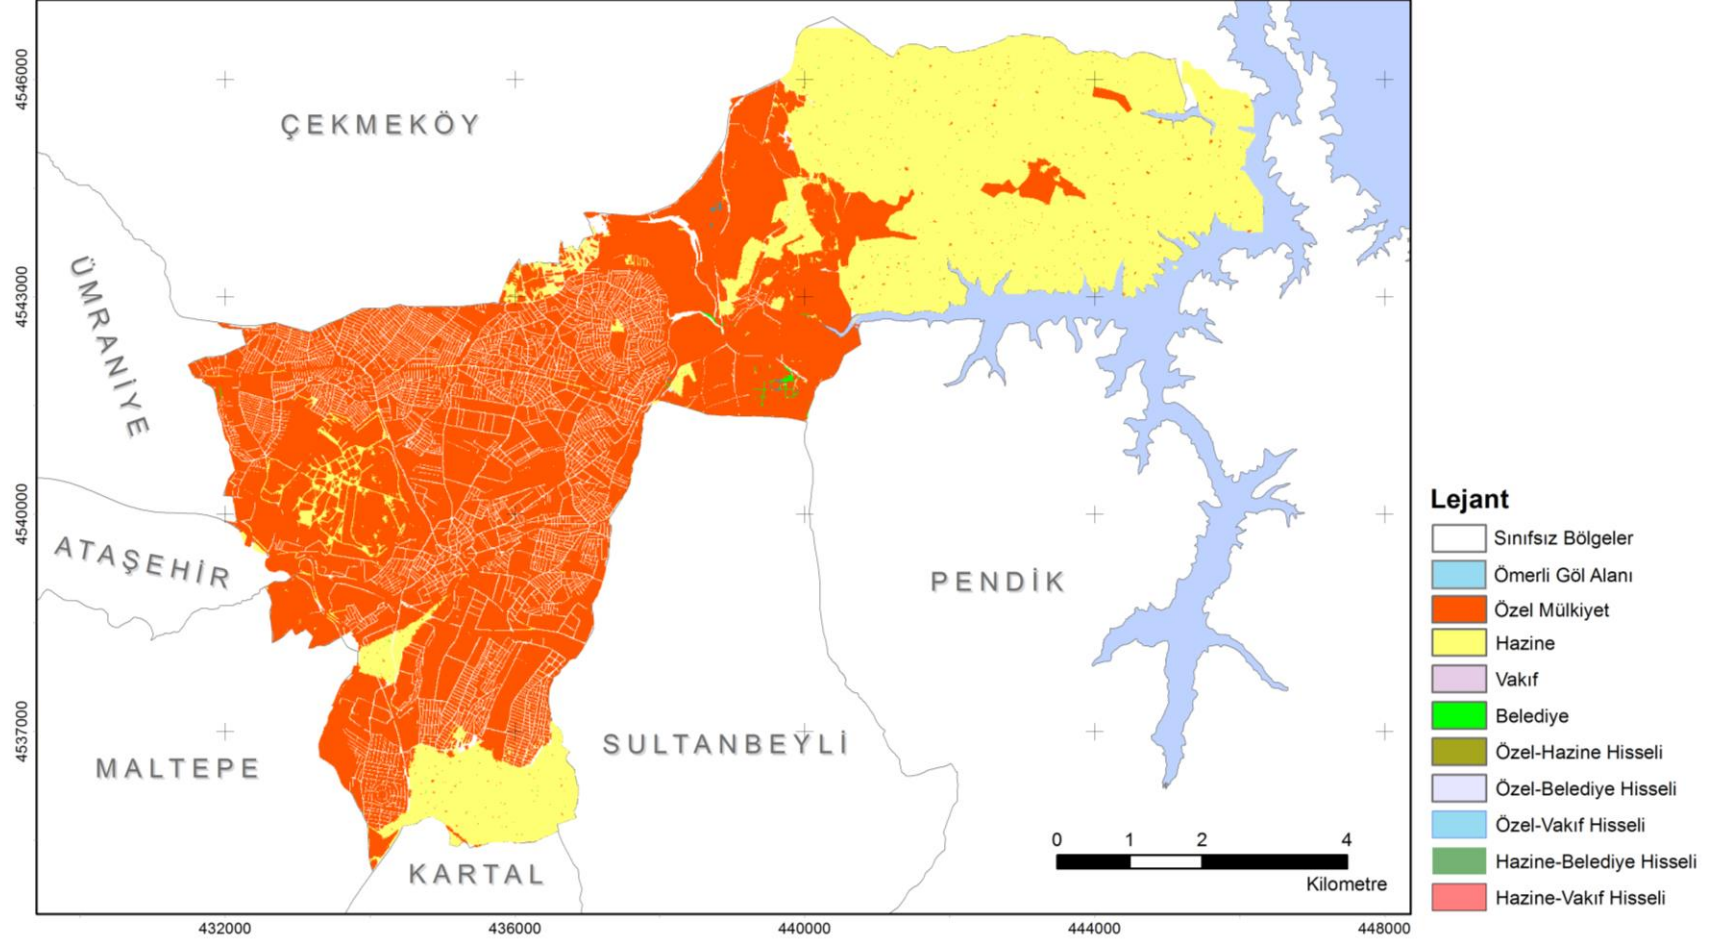 ÇEKMEKÖY
ÜMRANİYE
ATAŞEHİR
MALTEPE
KARTAL
SULTANBEYLİ
PENDİK
4546000
4543000
4540000
4537000
432000
436000
440000
444000
448000
0 1 2 4
Kilometre
Lejant
Sınıfsız Bölgeler
Ömerli Göl Alanı
Özel Mülkiyet
Hazine
Vakıf
Belediye
Özel-Hazine Hisseli
Özel-Belediye Hisseli
Özel-Vakıf Hisseli
Hazine-Belediye Hisseli
Hazine-Vakıf Hisseli